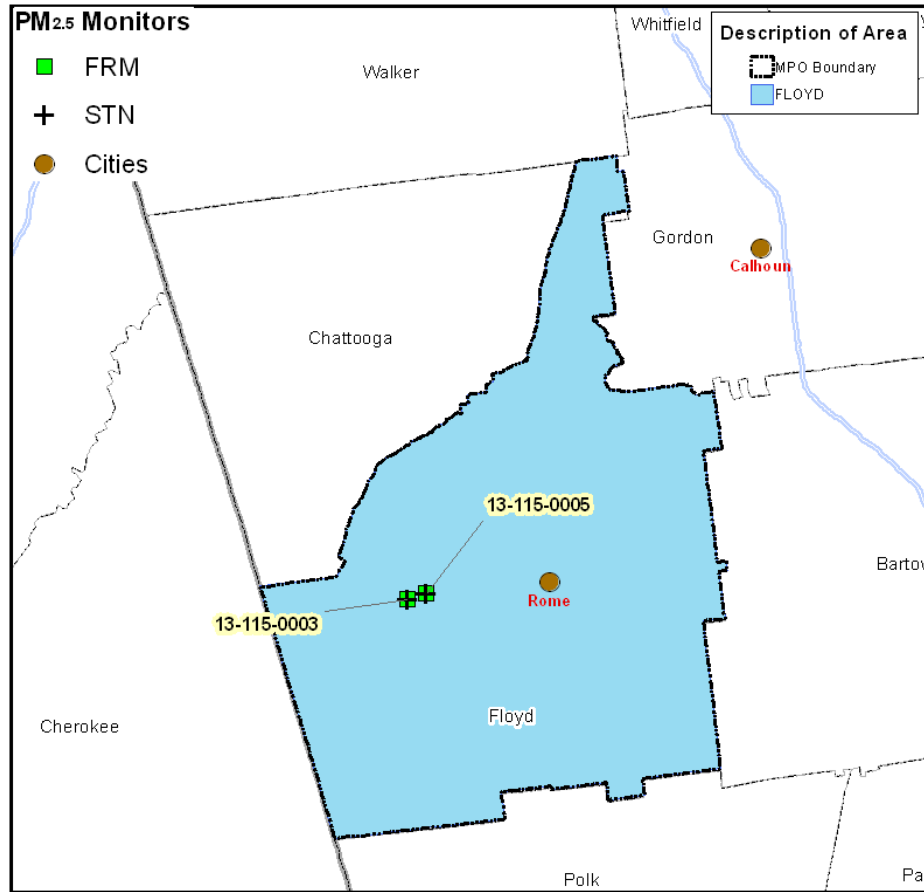 PM2.5 Monitors
FRM
STN
Cities
Description of Area
MPO Boundary
FLOYD
Whitfield
Walker
Gordon
Calhoun
Chattooga
13-115-0005
Rome
13-115-0003
Bartow
Floyd
Cherokee
Polk
Pa